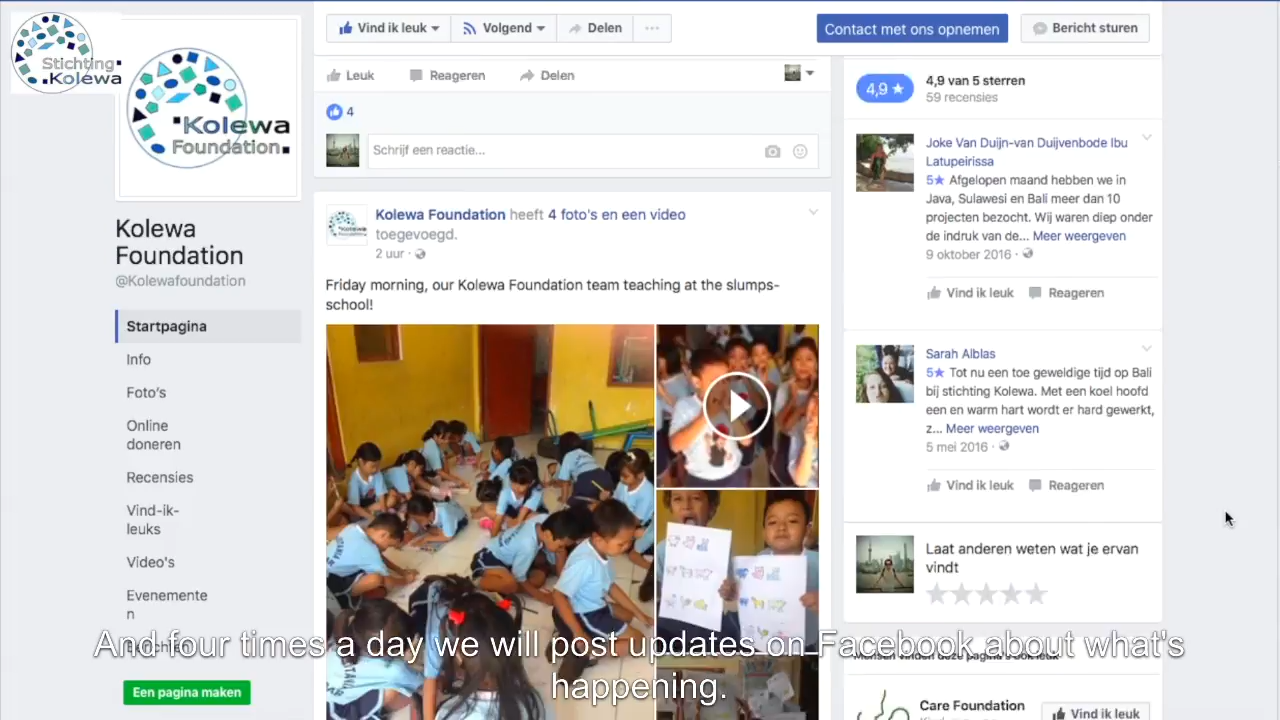 Stichting
Kolewa
Kolewa
Foundation
Kolewa
Foundation
@Kolewafoundation
Startpagina
Info
Foto's
Online
doneren
Recensies
Vind-ik-
leuks
Video's
Evenemente
n
Een pagina maken
Vind ik leuk
Volgend
Delen
Contact met ons opnemen
Bericht sturen
Leuk
Reageren
Delen
4
Schrijf een reactie...
Kolewa Foundation heeft 4 foto's en een video
toegevoegd.
2 uur
Friday morning, our Kolewa Foundation team teaching at the slumps-
school!
4,9
4,9 van 5 sterren
59 recensies
Joke Van Duijn-van Duijvenbode Ibu
Latupeirissa
5★ Afgelopen maand hebben we in
Java, Sulawesi en Bali meer dan 10
projecten bezocht. Wij waren diep onder
de indruk van de... Meer weergeven
9 oktober 2016
Vind ik leuk
Reageren
Sarah Alblas
5★ Tot nu een toe geweldige tijd op Bali
bij stichting Kolewa. Met een koel hoofd
een en warm hart wordt er hard gewerkt,
z... Meer weergeven
5 mei 2016
Vind ik leuk
Reageren
Laat anderen weten wat je ervan
vindt
Mensen vinden deze pagina's ook leuk
Care Foundation
Vind ik leuk
And four times a day we will post updates on Facebook about what's
happening.